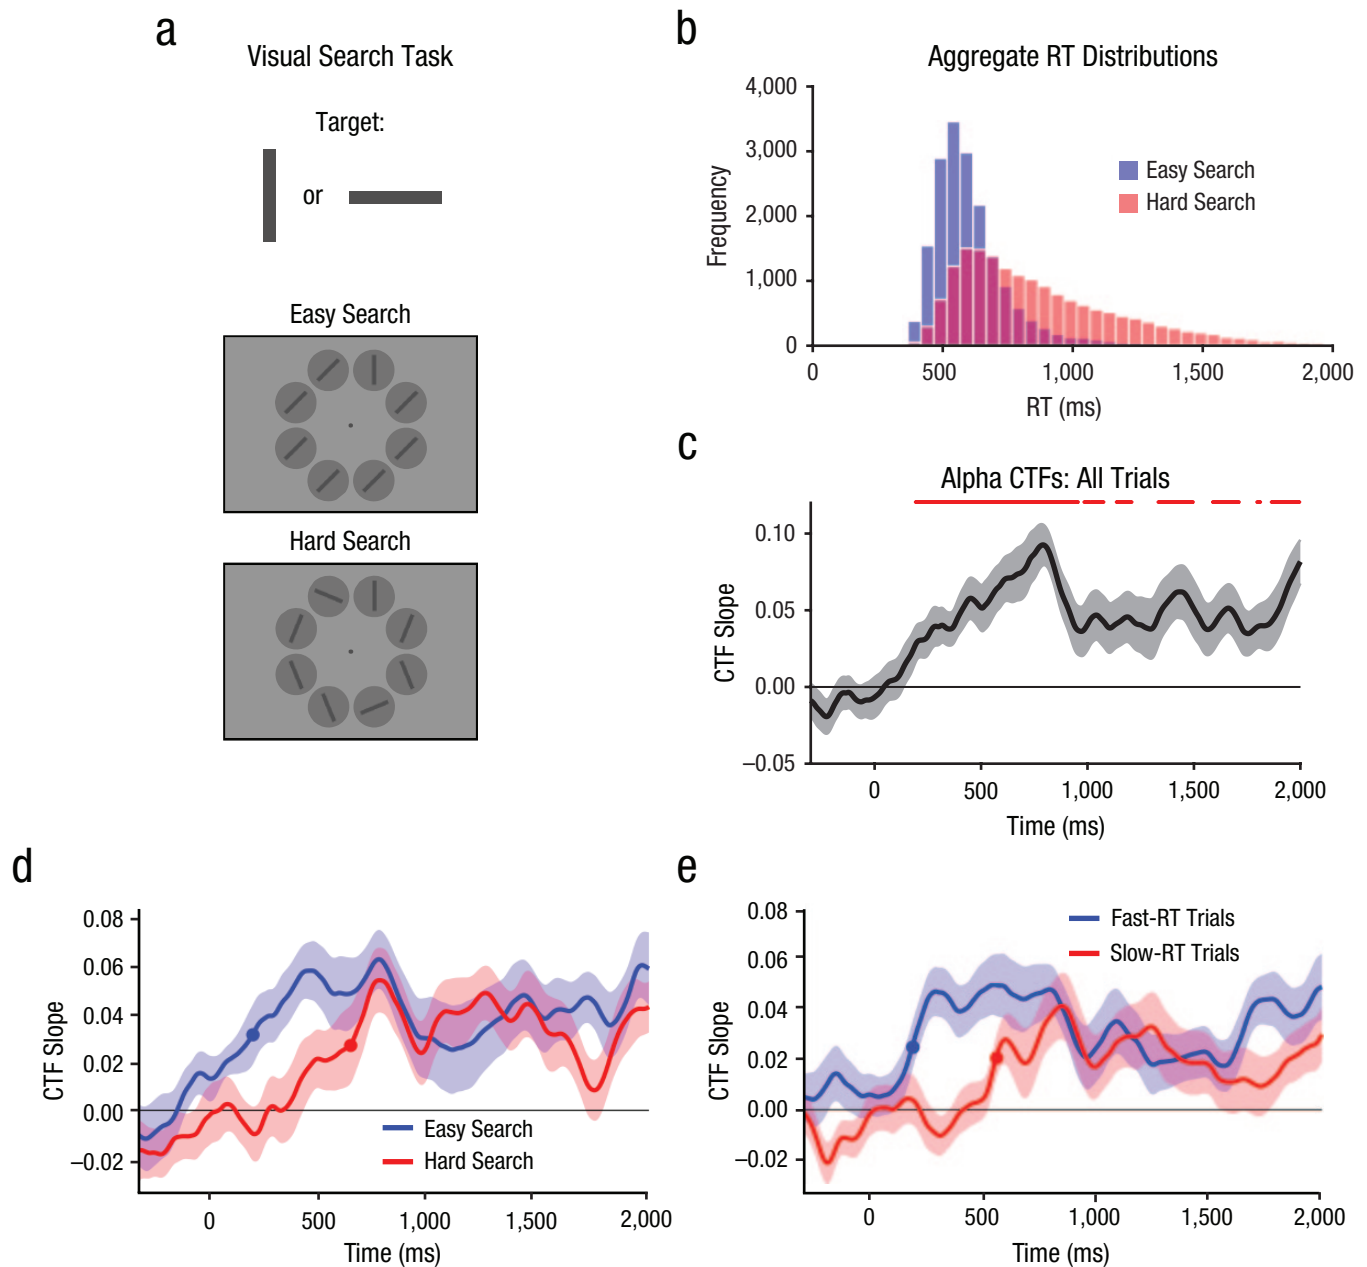 a
Visual Search Task
Target:
or
Easy Search
Hard Search
b
Aggregate RT Distributions
4,000
3,000
2,000
1,000
0
Frequency
Easy Search
Hard Search
0
500
1,000
1,500
2,000
RT (ms)
c
Alpha CTFs: All Trials
0.10
0.05
0.00
–0.05
CTF Slope
0
500
1,000
1,500
2,000
Time (ms)
d
0.08
0.06
0.04
0.02
0.00
–0.02
CTF Slope
Easy Search
Hard Search
0
500
1,000
1,500
2,000
Time (ms)
e
0.08
0.06
0.04
0.02
0.00
–0.02
CTF Slope
Fast-RT Trials
Slow-RT Trials
0
500
1,000
1,500
2,000
Time (ms)